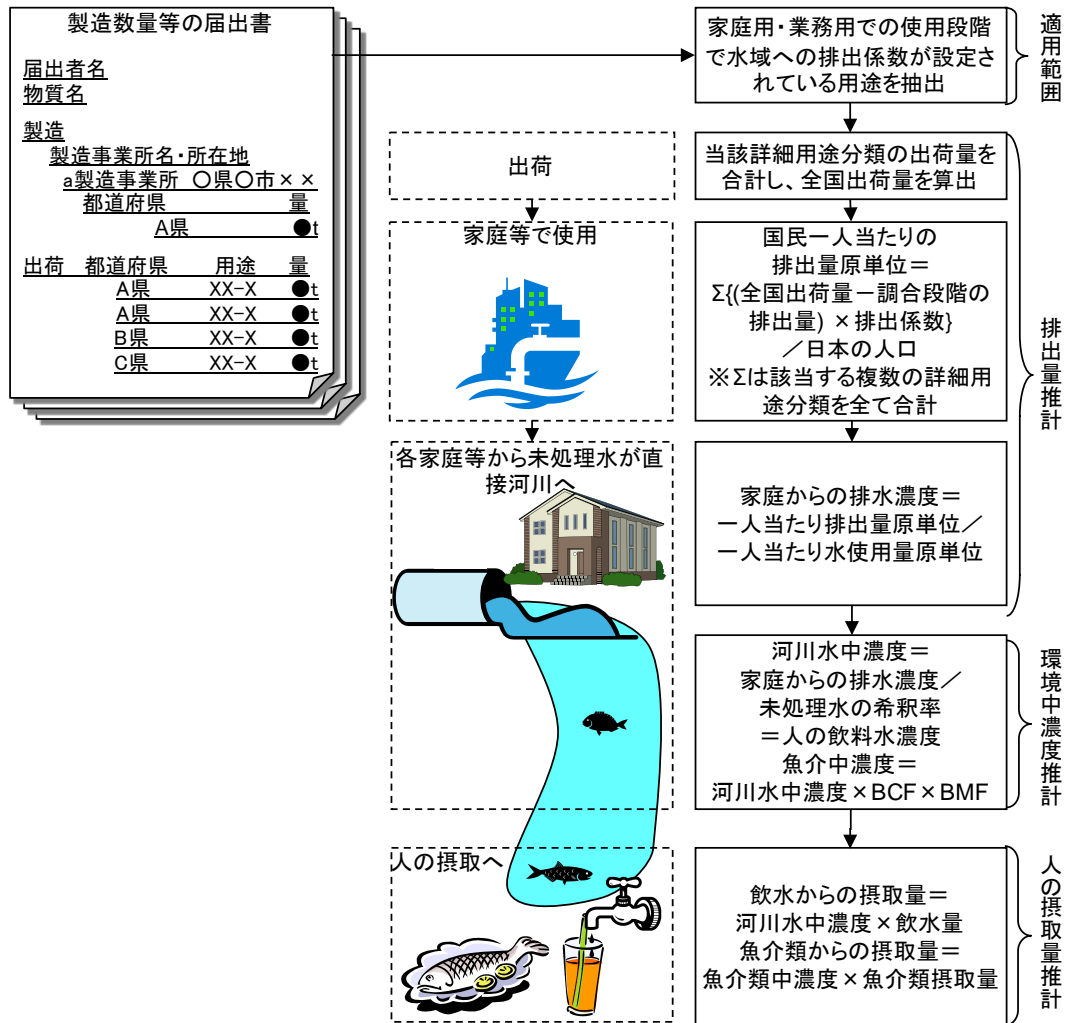 製造数量等の届出書
届出者名
物質名
製造
製造事業所名・所在地
a製造事業所 〇県〇市××
都道府県 量
A県 ●t
出荷 都道府県 用途 量
A県 XX-X ●t
A県 XX-X ●t
B県 XX-X ●t
C県 XX-X ●t
家庭用・業務用での使用段階
で水域への排出係数が設定さ
れている用途を抽出
適用範囲
出荷
当該詳細用途分類の出荷量を
合計し、全国出荷量を算出
家庭等で使用
国民一人当たりの
排出量原単位＝
Σ{(全国出荷量－調合段階の
排出量) ×排出係数}
／日本の人口
※Σは該当する複数の詳細用
途分類を全て合計
排出量推計
各家庭等から未処理水が直
接河川へ
家庭からの排水濃度＝
一人当たり排出量原単位／
一人当たり水使用量原単位
河川水中濃度＝
家庭からの排水濃度／
未処理水の希釈率
＝人の飲料水濃度
魚介中濃度＝
河川水中濃度×BCF×BMF
環境中濃度推計
人の摂取へ
飲水からの摂取量＝
河川水中濃度×飲水量
魚介類からの摂取量＝
魚介類中濃度×魚介類摂取量
人の摂取量推計